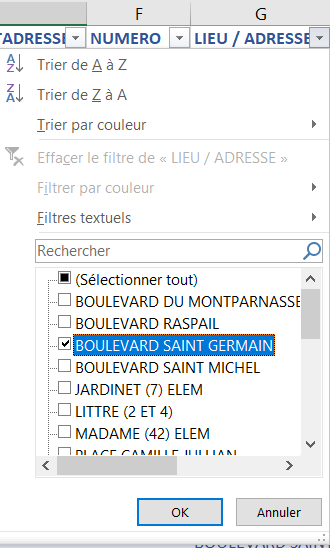 F G
TADRESSE NUMERO LIEU / ADRESSE
Trier de A à Z
Trier de Z à A
Trier par couleur
Effacer le filtre de « LIEU / ADRESSE »
Filtrer par couleur
Filtres textuels
Rechercher
(Sélectionner tout)
BOULEVARD DU MONTPARNASSE
BOULEVARD RASPAIL
BOULEVARD SAINT GERMAIN
BOULEVARD SAINT MICHEL
JARDINET (7) ELEM
LITTRE (2 ET 4)
MADAME (42) ELEM
PLACE CAMILLE JULLIAN
OK Annuler
BOULEVARD SAINT